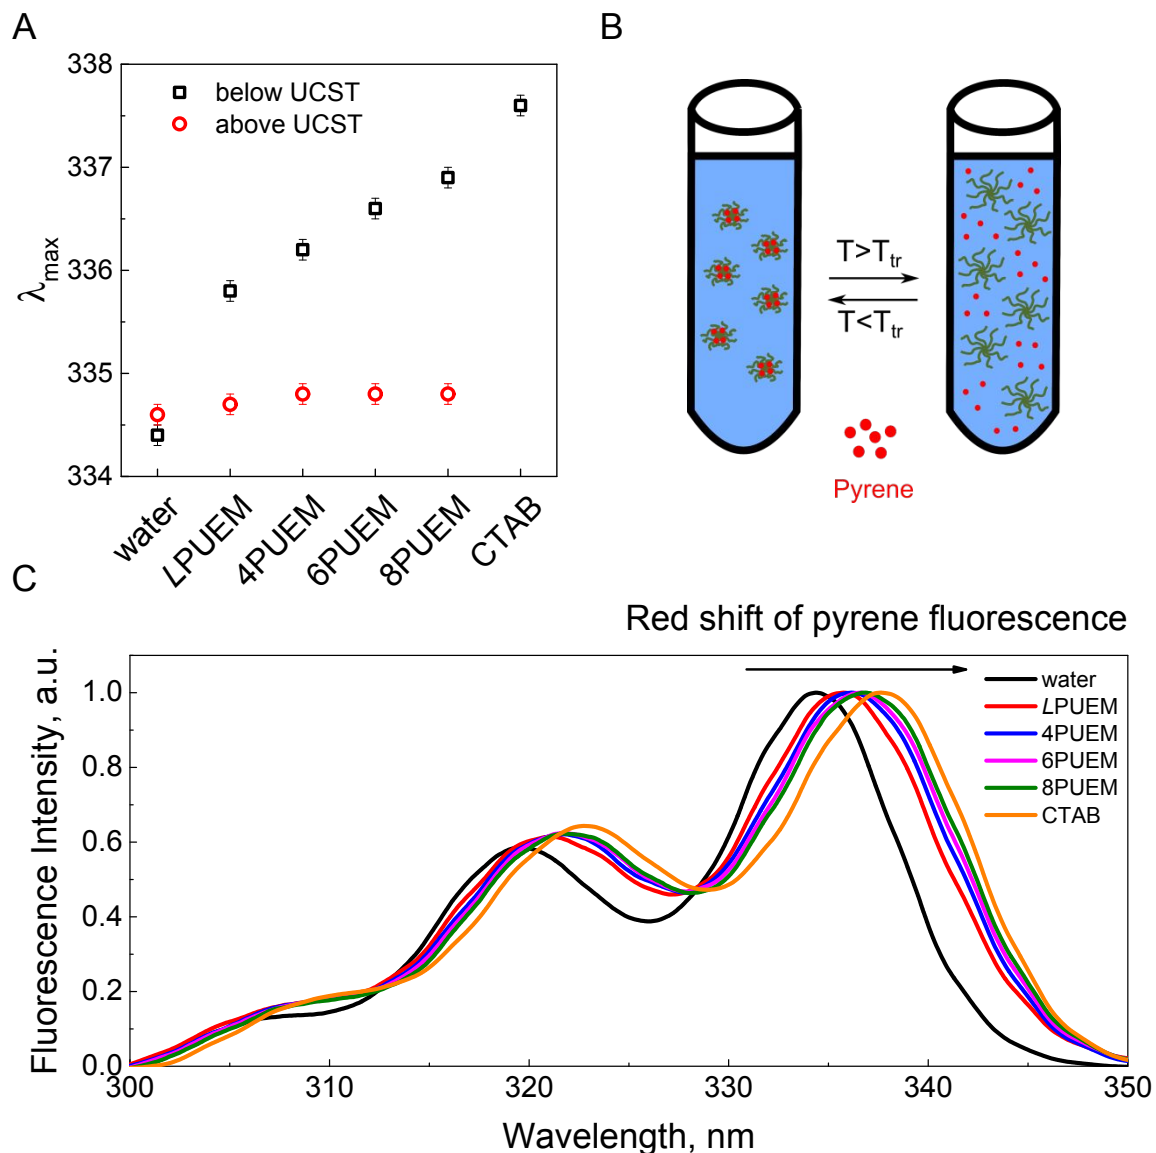 A
338
337
336
335
334
λmax
below UCST
above UCST
water
LPUEM
4PUEM
6PUEM
8PUEM
CTAB
B
T>Ttr
T<Ttr
Pyrene
C
Red shift of pyrene fluorescence
Fluorescence Intensity, a.u.
1.0
0.8
0.6
0.4
0.2
0.0
water
LPUEM
4PUEM
6PUEM
8PUEM
CTAB
300
310
320
330
340
350
Wavelength, nm